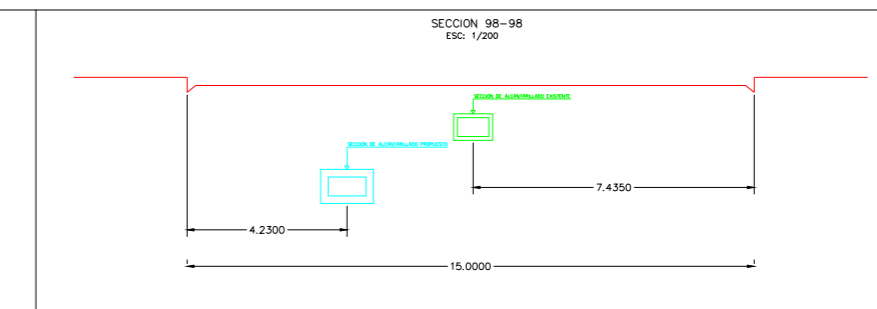 SECCION 98-98
ESC: 1/200
SECCION DE ALCANTARILLADO EXISTENTE
SECCION DE ALCANTARILLADO PROPUESTO
7.4350
4.2300
15.0000